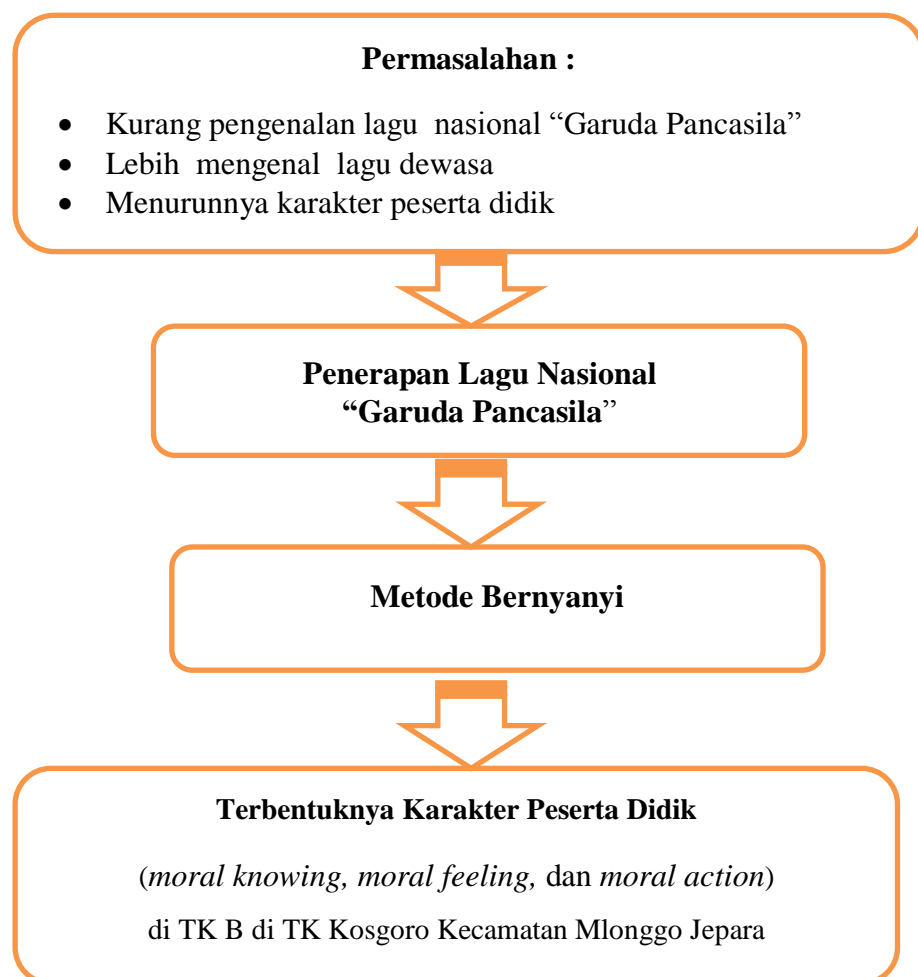 Permasalahan :
• Kurang pengenalan lagu nasional “Garuda Pancasila”
• Lebih mengenal lagu dewasa
• Menurunnya karakter peserta didik
Penerapan Lagu Nasional
“Garuda Pancasila”
Metode Bernyanyi
Terbentuknya Karakter Peserta Didik
(moral knowing, moral feeling, dan moral action)
di TK B di TK Kosgoro Kecamatan Mlonggo Jepara